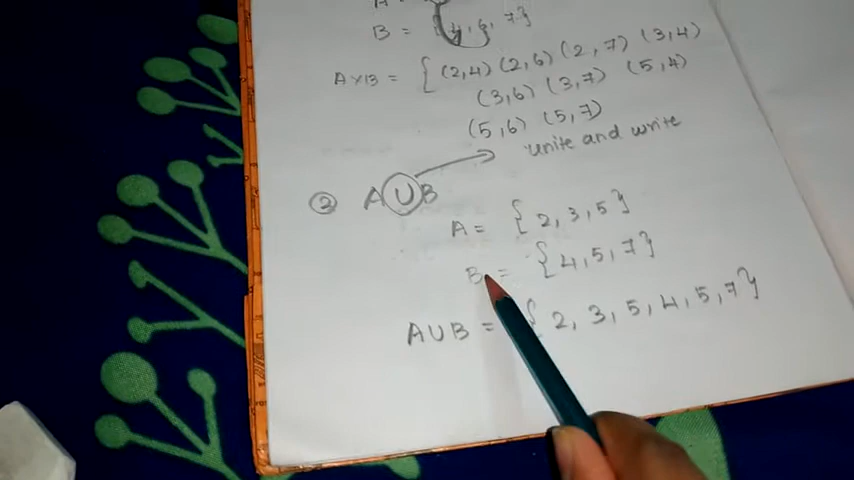 B = {4, 6, 7}
A×B = {(2,4) (2,6) (2,7) (3,4)
(3,6) (3,7) (5,4)
(5,6) (5,7)
unite and write
② A∪B
A = {2,3,5}
B = {4,5,7}
A∪B = {2,3,5,4,5,7}